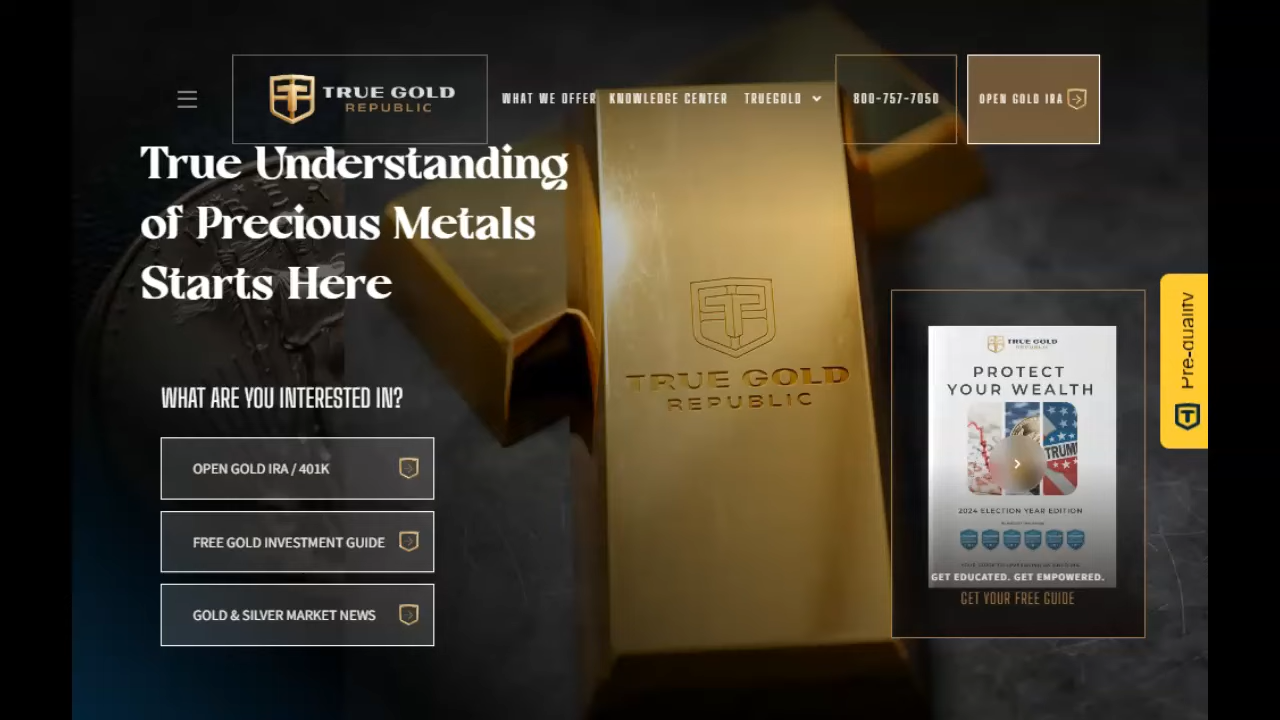 TRUE GOLD
REPUBLIC
WHAT WE OFFER
KNOWLEDGE CENTER
TRUEGOLD
800-757-7050
OPEN GOLD IRA
True Understanding
of Precious Metals
Starts Here
WHAT ARE YOU INTERESTED IN?
OPEN GOLD IRA / 401K
FREE GOLD INVESTMENT GUIDE
GOLD & SILVER MARKET NEWS
TRUE GOLD
REPUBLIC
TRUE GOLD
REPUBLIC
PROTECT
YOUR WEALTH
TRUMP
2024 ELECTION YEAR EDITION
GET EDUCATED. GET EMPOWERED.
GET YOUR FREE GUIDE
Pre-qualify